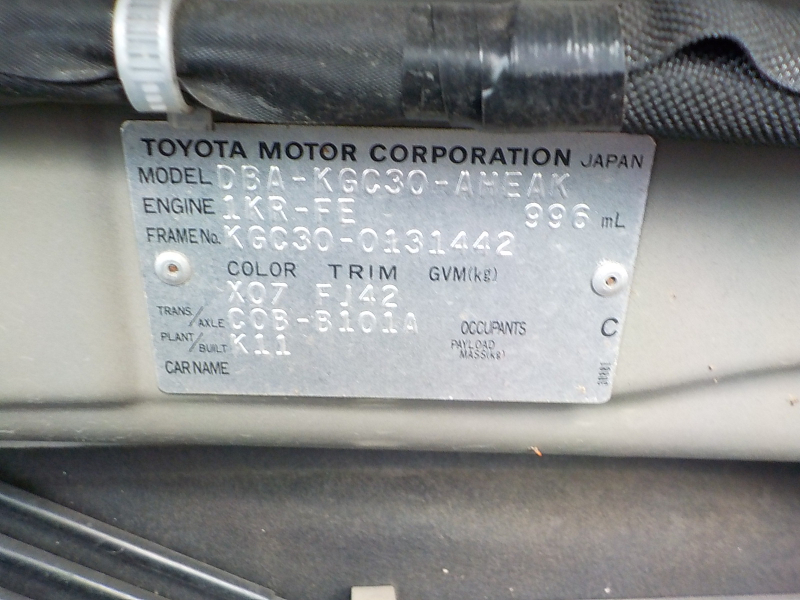 TOYOTA MOTOR CORPORATION JAPAN
MODEL DBA-KGC30-AHEAK
ENGINE 1KR-FE 996 mL
FRAME No. KGC30-0131442
COLOR TRIM GVM(kg)
X07 FJ42
TRANS./AXLE C0B-B101A OCCUPANTS C
PLANT/BUILT K11 PAYLOAD MASS(kg)
CAR NAME